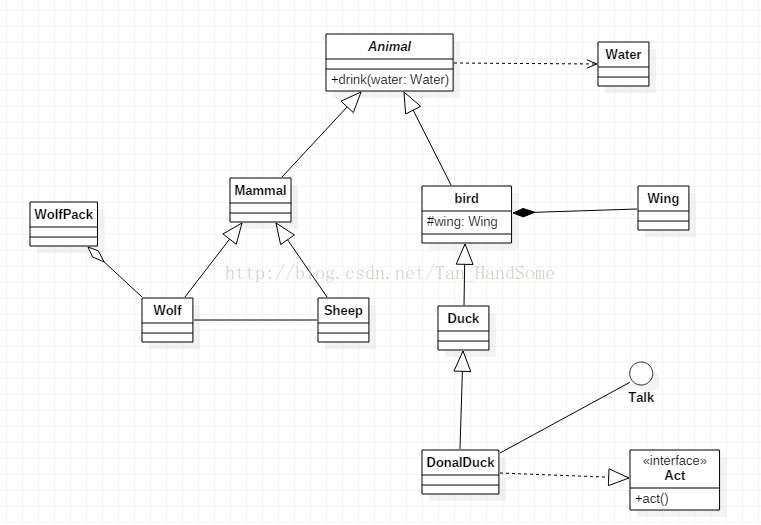 Animal
+drink(water: Water)
Water
Mammal
bird
#wing: Wing
Wing
WolfPack
http://blog.csdn.net/Tan_HandSome
Wolf
Sheep
Duck
Talk
DonalDuck
«interface»
Act
+act()